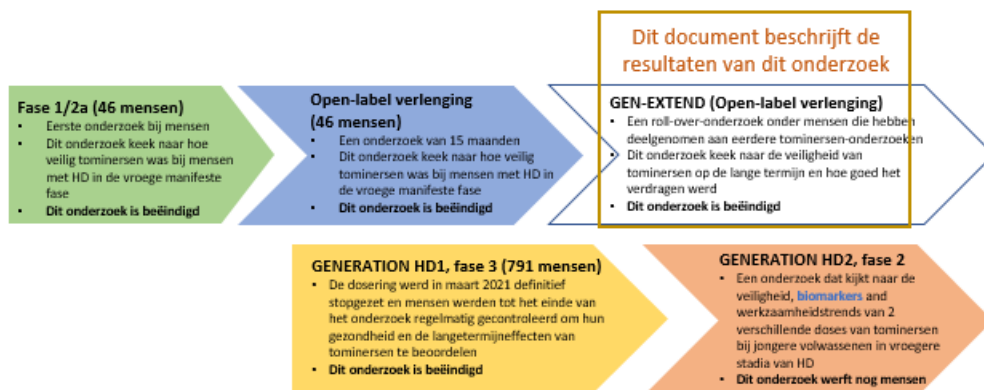 Dit document beschrijft de
resultaten van dit onderzoek
Fase 1/2a (46 mensen)
• Eerste onderzoek bij mensen
• Dit onderzoek keek naar hoe
veilig tominersen was bij mensen
met HD in de vroege manifeste
fase
• Dit onderzoek is beëindigd
Open-label verlenging
(46 mensen)
• Een onderzoek van 15 maanden
• Dit onderzoek keek naar hoe veilig
tominersen was bij mensen met HD in
de vroege manifeste fase
• Dit onderzoek is beëindigd
GEN-EXTEND (Open-label verlenging)
• Een roll-over-onderzoek onder mensen die hebben
deelgenomen aan eerdere tominersen-onderzoeken
• Dit onderzoek keek naar de veiligheid van
tominersen op de lange termijn en hoe goed het
verdragen werd
• Dit onderzoek is beëindigd
GENERATION HD1, fase 3 (791 mensen)
• De dosering werd in maart 2021 definitief
stopgezet en mensen werden tot het einde van
het onderzoek regelmatig gecontroleerd om hun
gezondheid en de langetermijneffecten van
tominersen te beoordelen
• Dit onderzoek is beëindigd
GENERATION HD2, fase 2
• Een onderzoek dat kijkt naar de
veiligheid, biomarkers and
werkzaamheidstrends van 2
verschillende doses van tominersen
bij jongere volwassenen in vroegere
stadia van HD
• Dit onderzoek werft nog mensen